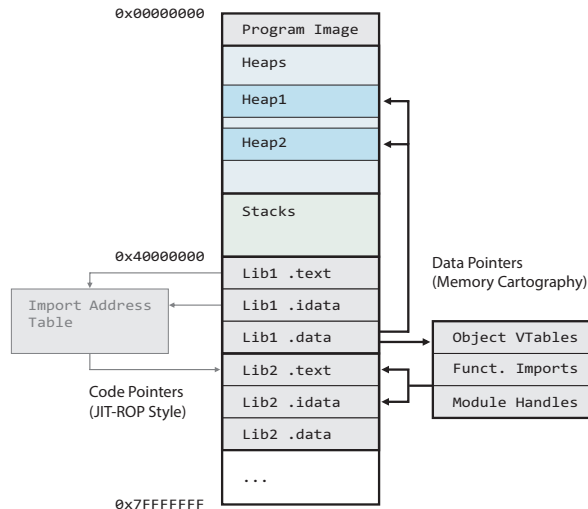 0x00000000
Program Image
Heaps
Heap1
Heap2
Stacks
0x40000000
Lib1 .text
Data Pointers
(Memory Cartography)
Import Address
Table
Lib1 .idata
Lib1 .data
Object VTables
Lib2 .text
Funct. Imports
Code Pointers
(JIT-ROP Style)
Lib2 .idata
Module Handles
Lib2 .data
...
0x7FFFFFFF